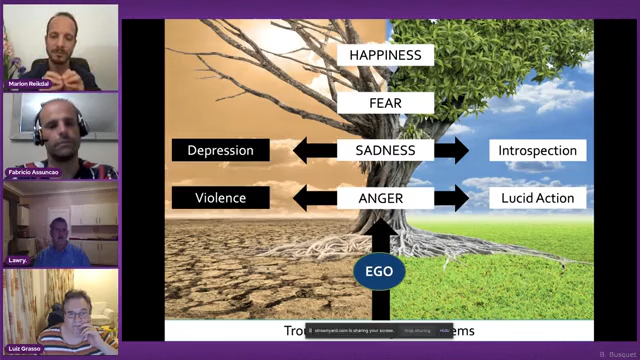 Marlon Reikdal
Fabricio Assuncao
Lawry.
Luiz Grasso
HAPPINESS
FEAR
Depression
SADNESS
Introspection
Violence
ANGER
Lucid Action
EGO
streamyard.com is sharing your screen.
Stop sharing
Hide
B. Busquet